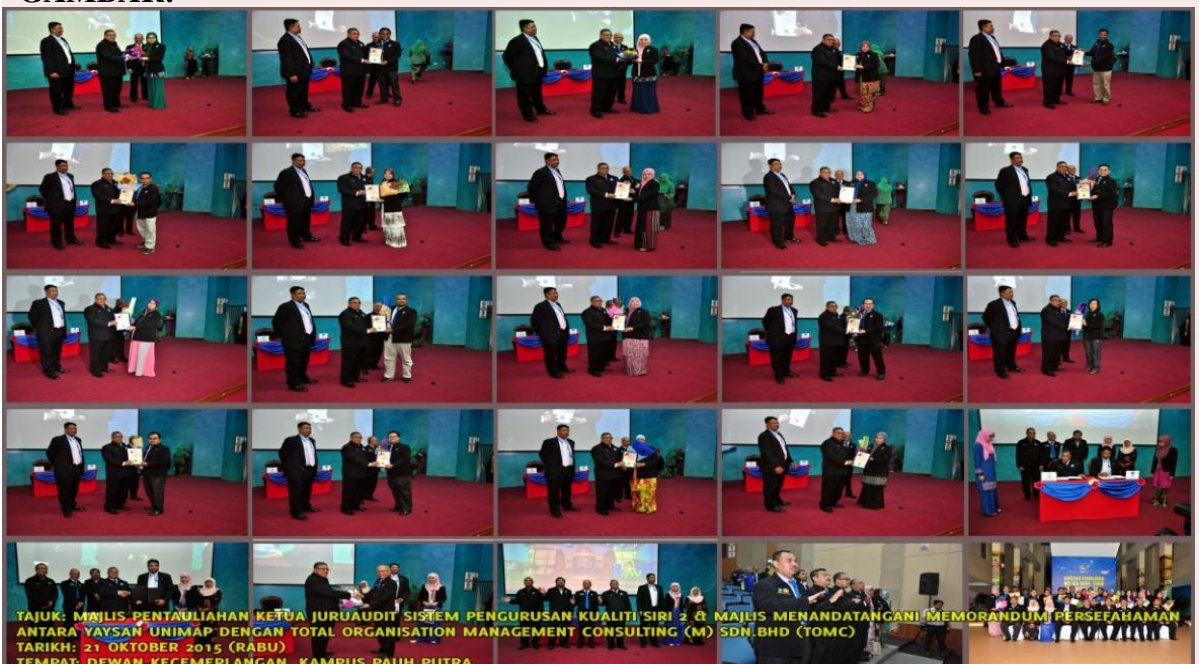 GAMBAR:
TAJUK: MAJLIS PENTAULIAHAN KETUA JURUAUDIT SISTEM PENGURUSAN KUALITI SIRI 2 & MAJLIS MENANDATANGANI MEMORANDUM PERSEFAHAMAN
ANTARA YAYSAN UNIMAP DENGAN TOTAL ORGANISATION MANAGEMENT CONSULTING (M) SDN.BHD (TOMC)
TARIKH: 21 OKTOBER 2015 (RABU)
TEMPAT: DEWAN KECEMERLANGAN, KAMPUS PAUH PUTRA